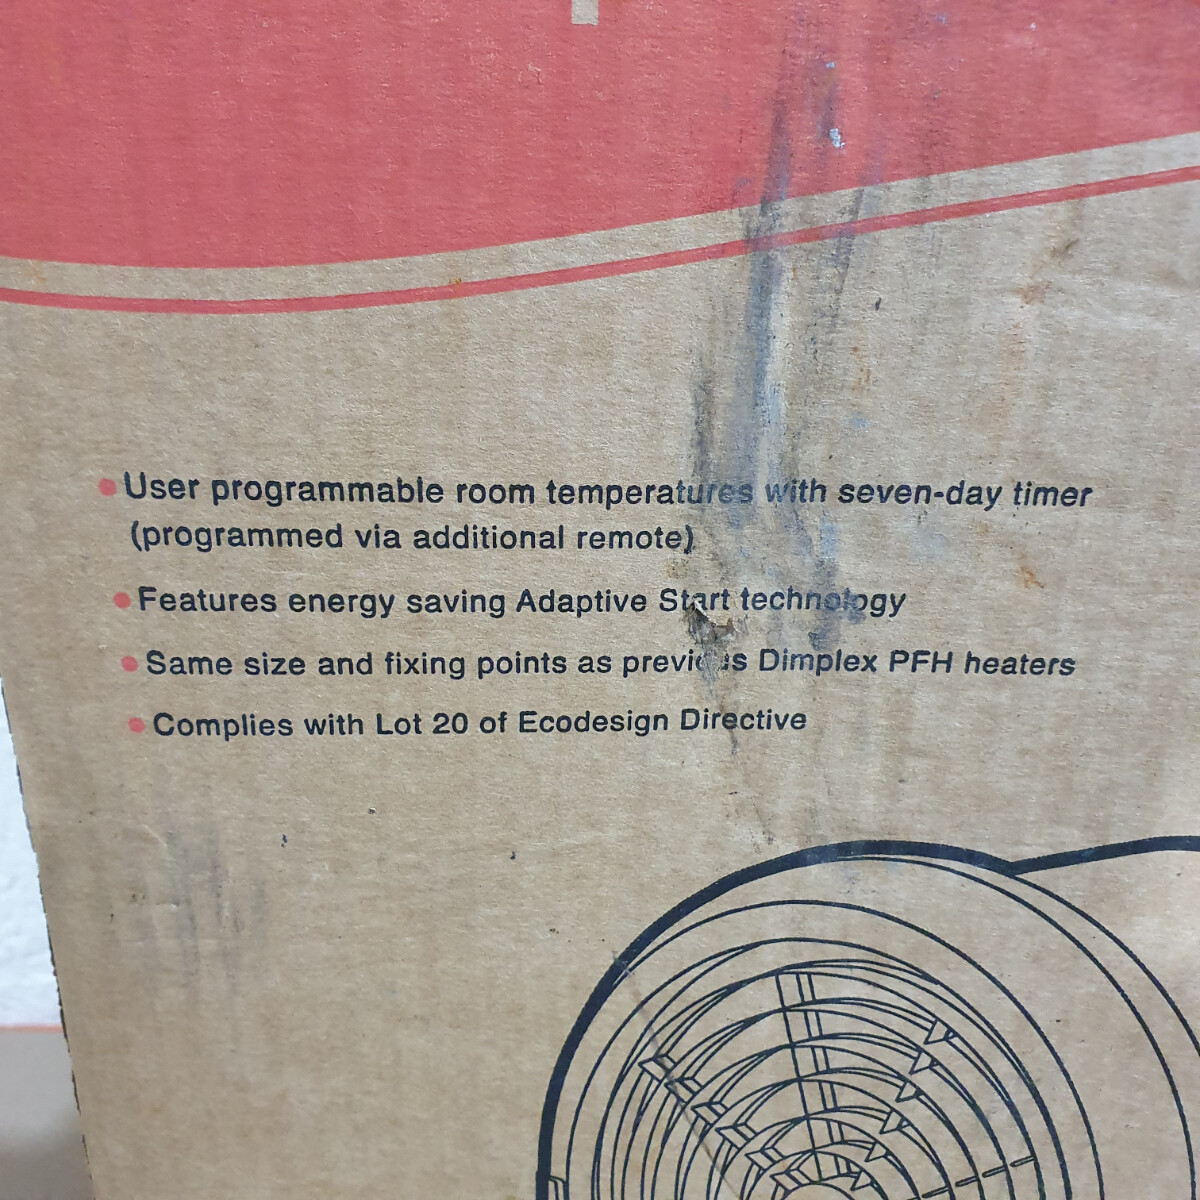 User programmable room temperatures with seven-day timer
(programmed via additional remote)
Features energy saving Adaptive Start technology
Same size and fixing points as previous Dimplex PFH heaters
Complies with Lot 20 of Ecodesign Directive